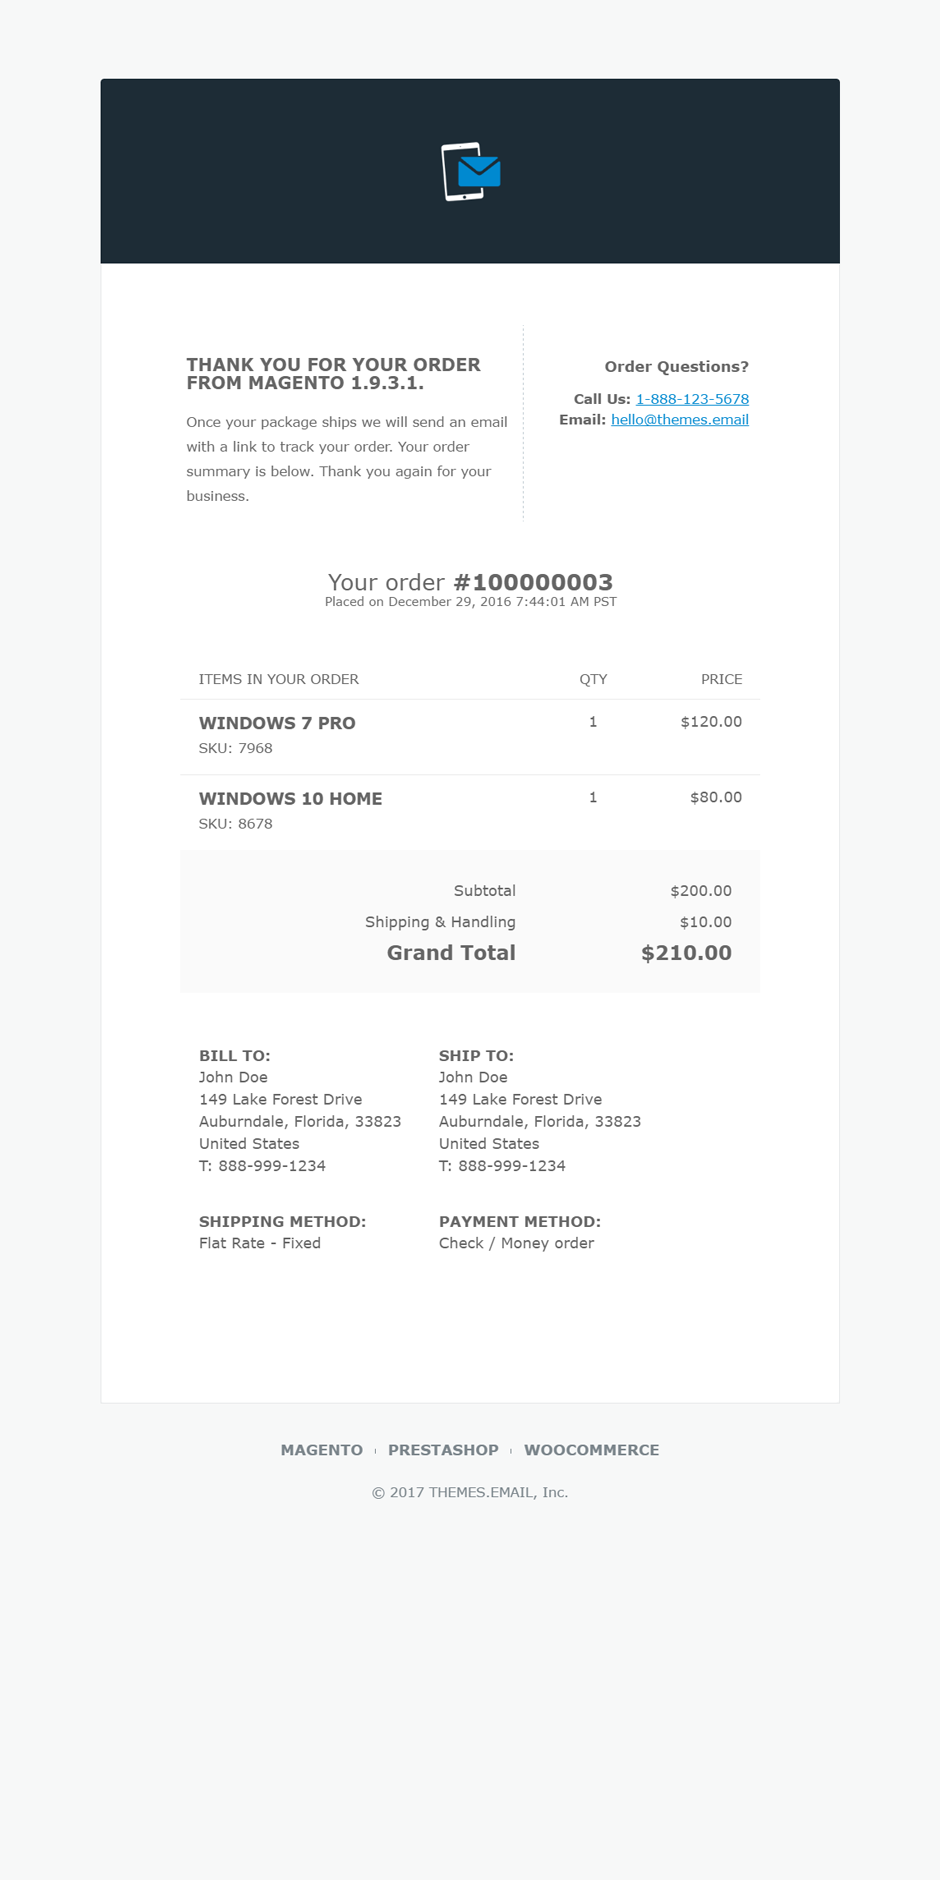 THANK YOU FOR YOUR ORDER
FROM MAGENTO 1.9.3.1.
Once your package ships we will send an email
with a link to track your order. Your order
summary is below. Thank you again for your
business.
Order Questions?
Call Us: 1-888-123-5678
Email: hello@themes.email
Your order #100000003
Placed on December 29, 2016 7:44:01 AM PST
ITEMS IN YOUR ORDER QTY PRICE
WINDOWS 7 PRO 1 $120.00
SKU: 7968
WINDOWS 10 HOME 1 $80.00
SKU: 8678
Subtotal $200.00
Shipping & Handling $10.00
Grand Total $210.00
BILL TO:
John Doe
149 Lake Forest Drive
Auburndale, Florida, 33823
United States
T: 888-999-1234
SHIP TO:
John Doe
149 Lake Forest Drive
Auburndale, Florida, 33823
United States
T: 888-999-1234
SHIPPING METHOD:
Flat Rate - Fixed
PAYMENT METHOD:
Check / Money order
MAGENTO PRESTASHOP WOOCOMMERCE
© 2017 THEMES.EMAIL, Inc.